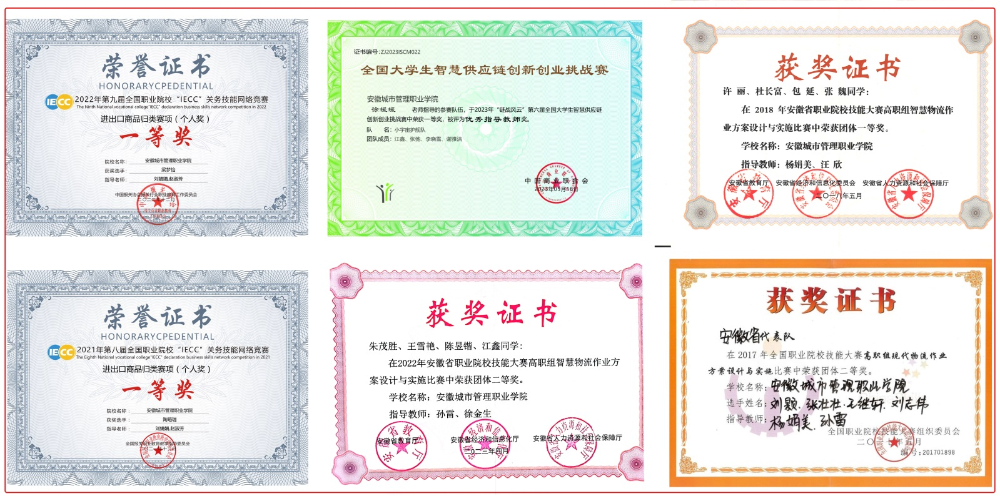 荣誉证书
HONORARYCPEDENTIAL
IECC 2022年第九届全国职业院校“IECC”关务技能网络竞赛
The Ninth National vocational college"IECC" declaration business skills network competition in 2022
进出口商品归类赛项（个人奖）
一等奖
院校名称： 安徽城市管理职业学院
获奖选手： 梁梦怡
指导老师： 刘娟娟,赵淑芳
中国报关协会报关行业职业教育工作委员会
证书编号:ZJ2023ISCM022
全国大学生智慧供应链创新创业挑战赛
安徽城市管理职业学院
徐媛媛 老师指导的参赛队伍，于2023年“链战风云”第六届全国大学生智慧供应链
创新创业挑战赛中荣获一等奖，被评为优秀指导教师奖。
队 名：小宇宙护舰队
团队成员：江鑫、张弛、李晓雪、谢雅洁
中国商业联合会
2023年05月16日
获奖证书
许 丽、杜长富、包 延、张 魏同学：
在 2018 年安徽省职业院校技能大赛高职组智慧物流作
业方案设计与实施比赛中荣获团体一等奖。
学校名称：安徽城市管理职业学院
指导教师：杨娟美、汪 欣
安徽省教育厅 安徽省经济和信息化委员会 安徽省人力资源和社会保障厅
二〇一八年五月
荣誉证书
HONORARYCPEDENTIAL
IECC 2021年第八届全国职业院校“IECC”关务技能网络竞赛
The Eighth National vocational college"IECC" declaration business skills network competition in 2021
进出口商品归类赛项（个人奖）
一等奖
院校名称： 安徽城市管理职业学院
获奖选手： 陶珞珈
指导老师： 刘娟娟,赵淑芳
全国报关职业教育教学指导委员会
获奖证书
朱茂胜、王雪艳、陈昱锴、江鑫同学：
在2022年安徽省职业院校技能大赛高职组智慧物流作业方
案设计与实施比赛中荣获团体二等奖。
学校名称：安徽城市管理职业学院
指导教师：孙雷、徐金生
安徽省教育厅 安徽省经济和信息化厅 安徽省人力资源和社会保障厅
二〇二三年四月
获奖证书
安徽省代表队
在 2017 年全国职业院校技能大赛高职组现代物流作业
方案设计与实施比赛中荣获团体二等奖。
学校名称：安徽城市管理职业学院
选手姓名：刘颢、张壮壮、王继轩、刘志伟
指导教师：杨娟美、孙雷
全国职业院校技能大赛组织委员会
二〇一七年五月
编号:201701898